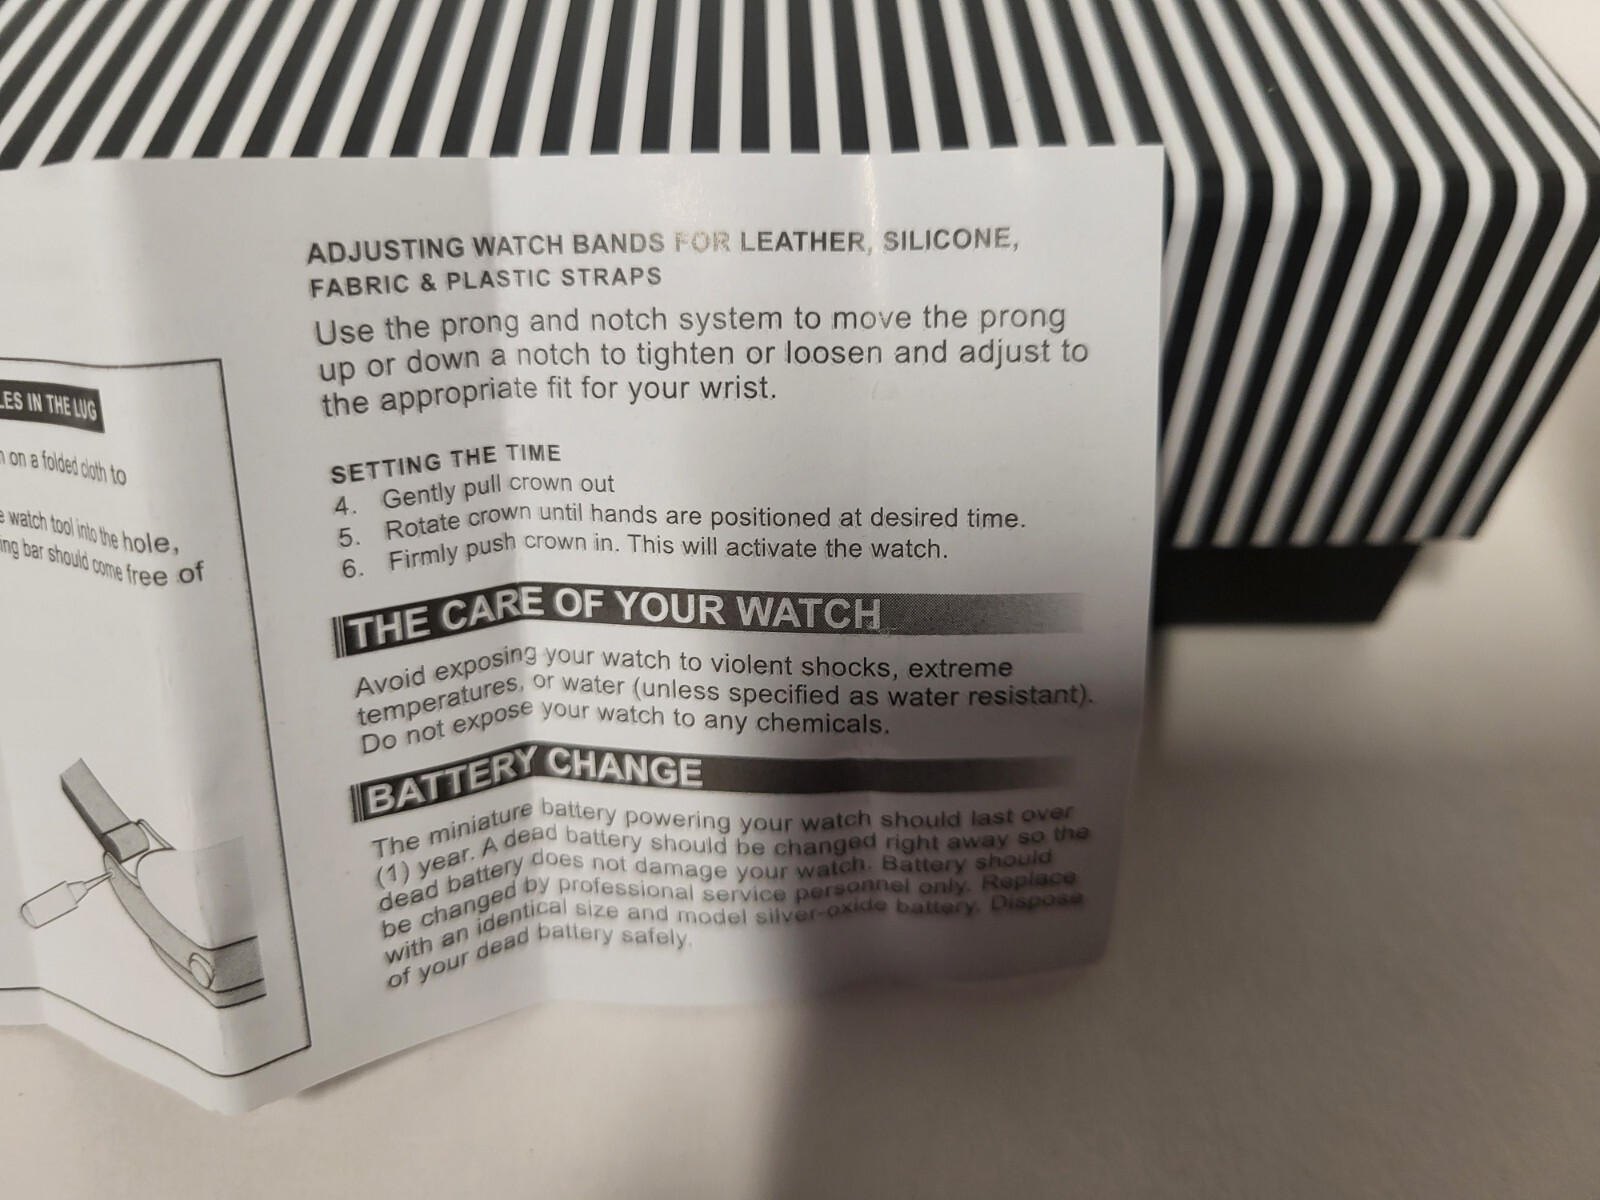 LES IN THE LUG
on a folded cloth to
watch tool into the hole,
ing bar should come free of
ADJUSTING WATCH BANDS FOR LEATHER, SILICONE,
FABRIC & PLASTIC STRAPS
Use the prong and notch system to move the prong
up or down a notch to tighten or loosen and adjust to
the appropriate fit for your wrist.
SETTING THE TIME
4. Gently pull crown out
5. Rotate crown until hands are positioned at desired time.
6. Firmly push crown in. This will activate the watch.
THE CARE OF YOUR WATCH
Avoid exposing your watch to violent shocks, extreme
temperatures, or water (unless specified as water resistant).
Do not expose your watch to any chemicals.
BATTERY CHANGE
The miniature battery powering your watch should last over
(1) year. A dead battery should be changed right away so the
dead battery does not damage your watch. Battery should
be changed by professional service personnel only. Replace
with an identical size and model silver-oxide battery. Dispose
of your dead battery safely.